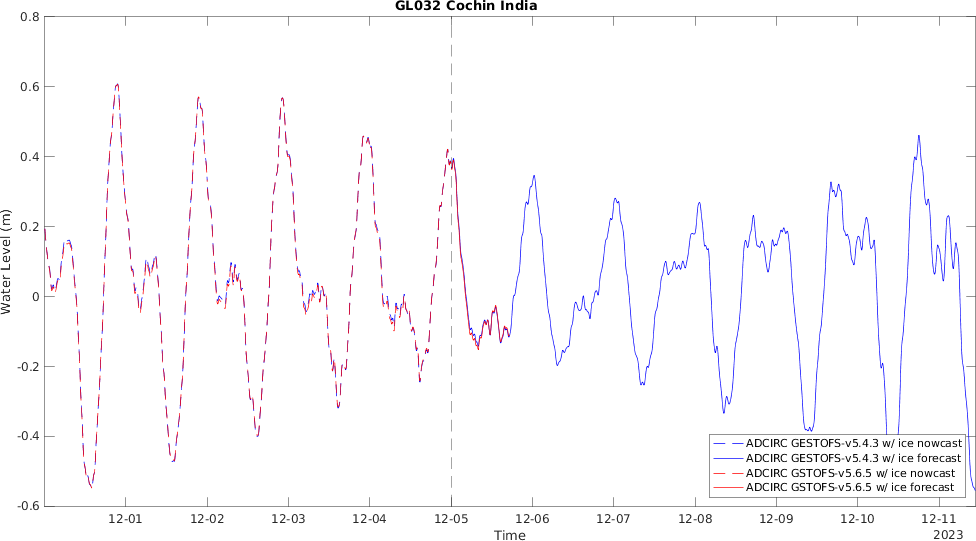 GL032 Cochin India
0.8
0.6
0.4
0.2
0
-0.2
-0.4
-0.6
Water Level (m)
12-01 12-02 12-03 12-04 12-05 12-06 12-07 12-08 12-09 12-10 12-11
Time
2023
ADCIRC GESTOFS-v5.4.3 w/ ice nowcast
ADCIRC GESTOFS-v5.4.3 w/ ice forecast
ADCIRC GSTOFS-v5.6.5 w/ ice nowcast
ADCIRC GSTOFS-v5.6.5 w/ ice forecast